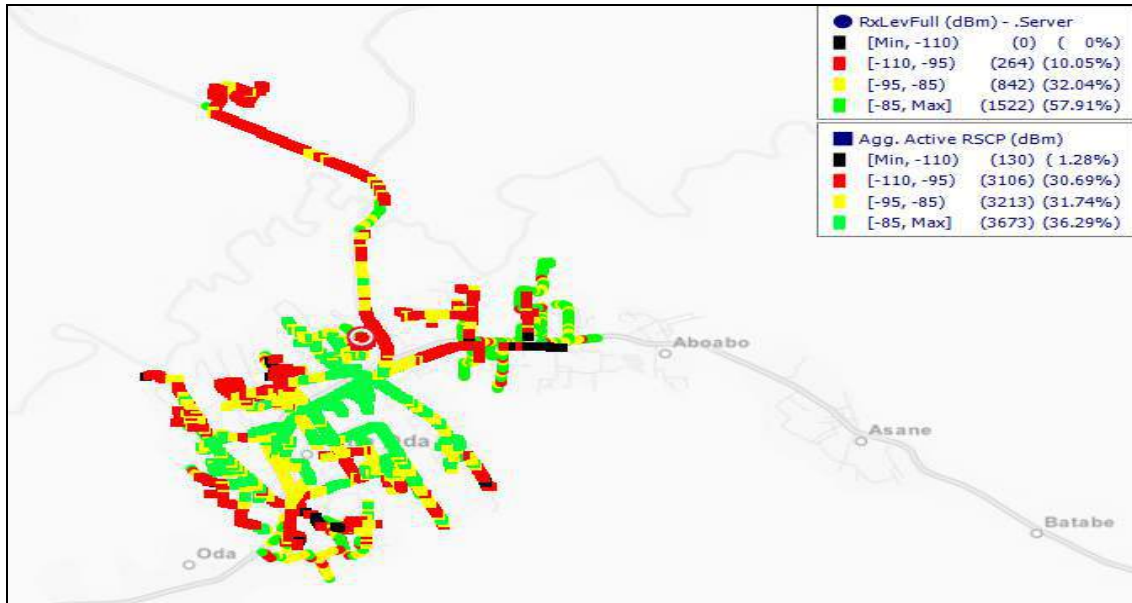 RxLevFull (dBm) - .Server
[Min, -110) (0) ( 0%)
[-110, -95) (264) (10.05%)
[-95, -85) (842) (32.04%)
[-85, Max] (1522) (57.91%)
Agg. Active RSCP (dBm)
[Min, -110) (130) ( 1.28%)
[-110, -95) (3106) (30.69%)
[-95, -85) (3213) (31.74%)
[-85, Max] (3673) (36.29%)
Aboabo
Asane
Oda
Batabe
Oda